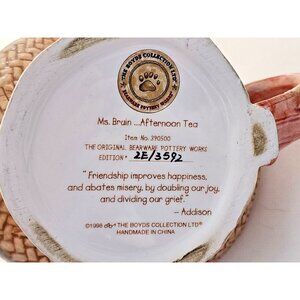 THE BOYDS COLLECTION LTD
BEARWARE POTTERY WORKS
Ms. Bruin ...Afternoon Tea
Item No. 390500
THE ORIGINAL BEARWARE POTTERY WORKS
EDITION 2E/3592
"Friendship improves happiness,
and abates misery, by doubling our joy,
and dividing our grief."
– Addison
©1998 THE BOYDS COLLECTION LTD®
HANDMADE IN CHINA